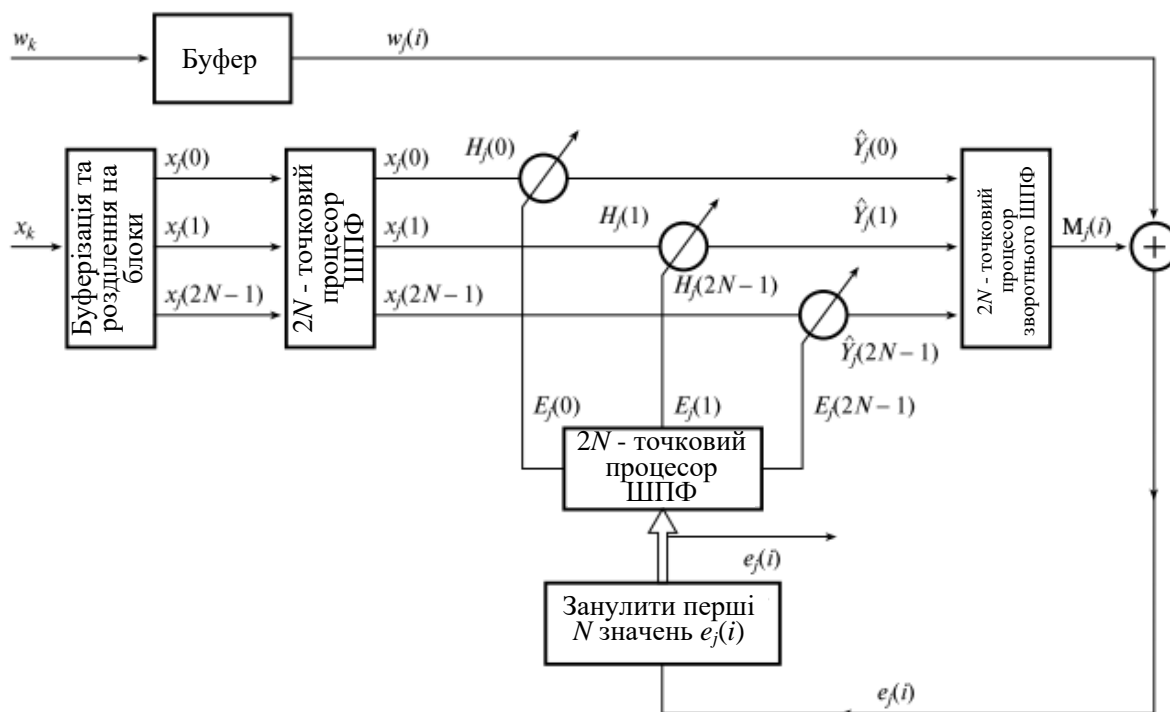 w_k
Буфер
w_j(i)
Буферізація та
розділення на
блоки
x_k
x_j(0)
x_j(1)
x_j(2N – 1)
2N - точковий
процесор
ШПФ
x_j(0)
x_j(1)
x_j(2N – 1)
H_j(0)
H_j(1)
H_j(2N – 1)
Ŷ_j(0)
Ŷ_j(1)
Ŷ_j(2N – 1)
2N - точковий
процесор
зворотнього ШПФ
M_j(i)
+
E_j(0)
E_j(1)
E_j(2N – 1)
2N - точковий
процесор
ШПФ
e_j(i)
Занулити перші
N значень e_j(i)
e_j(i)